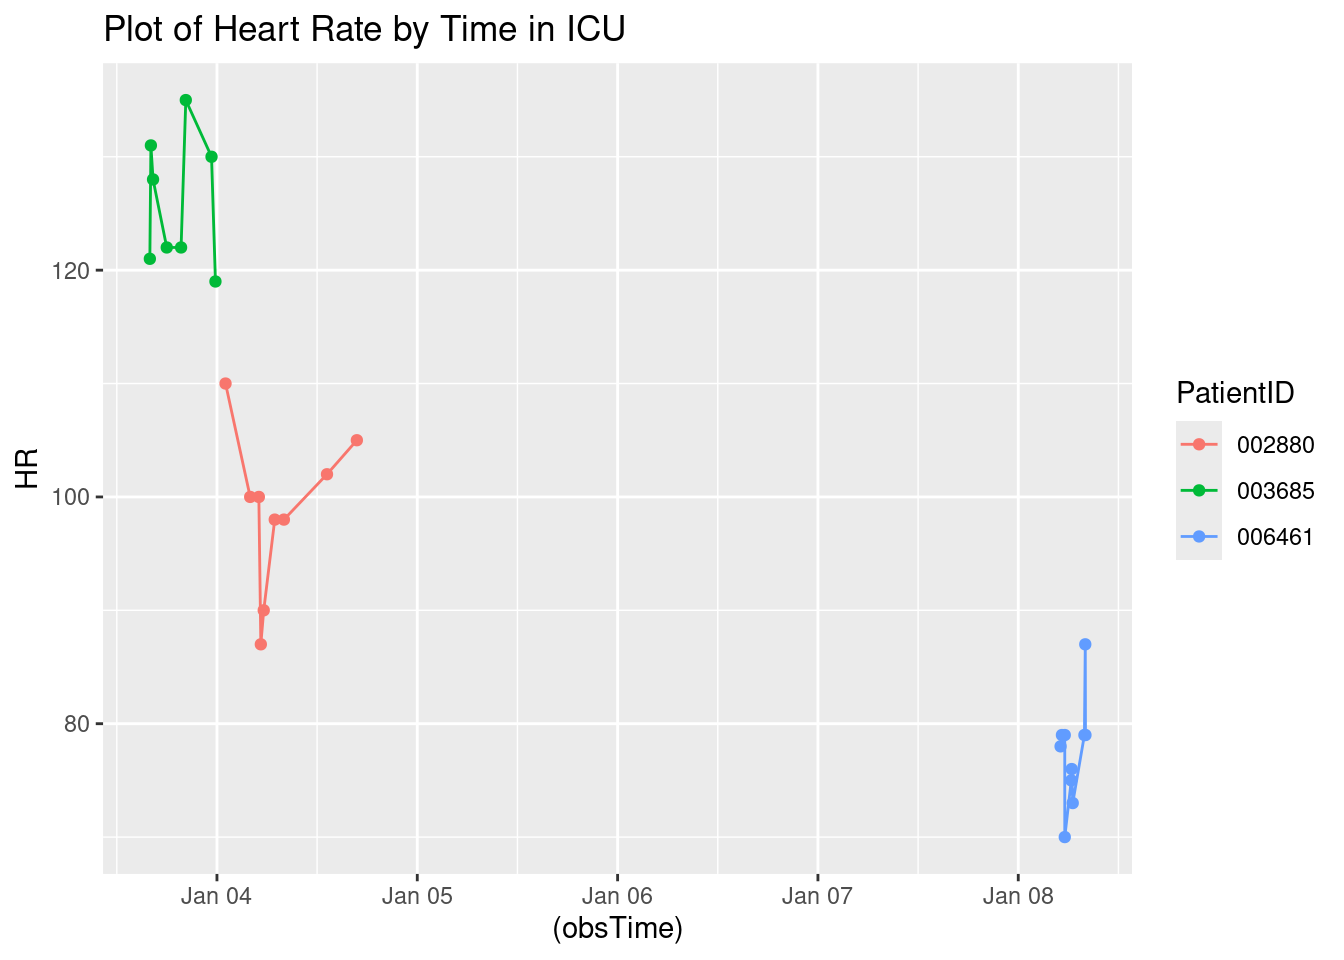 Plot of Heart Rate by Time in ICU
HR
120
100
80
Jan 04
Jan 05
Jan 06
Jan 07
Jan 08
(obsTime)
PatientID
002880
003685
006461